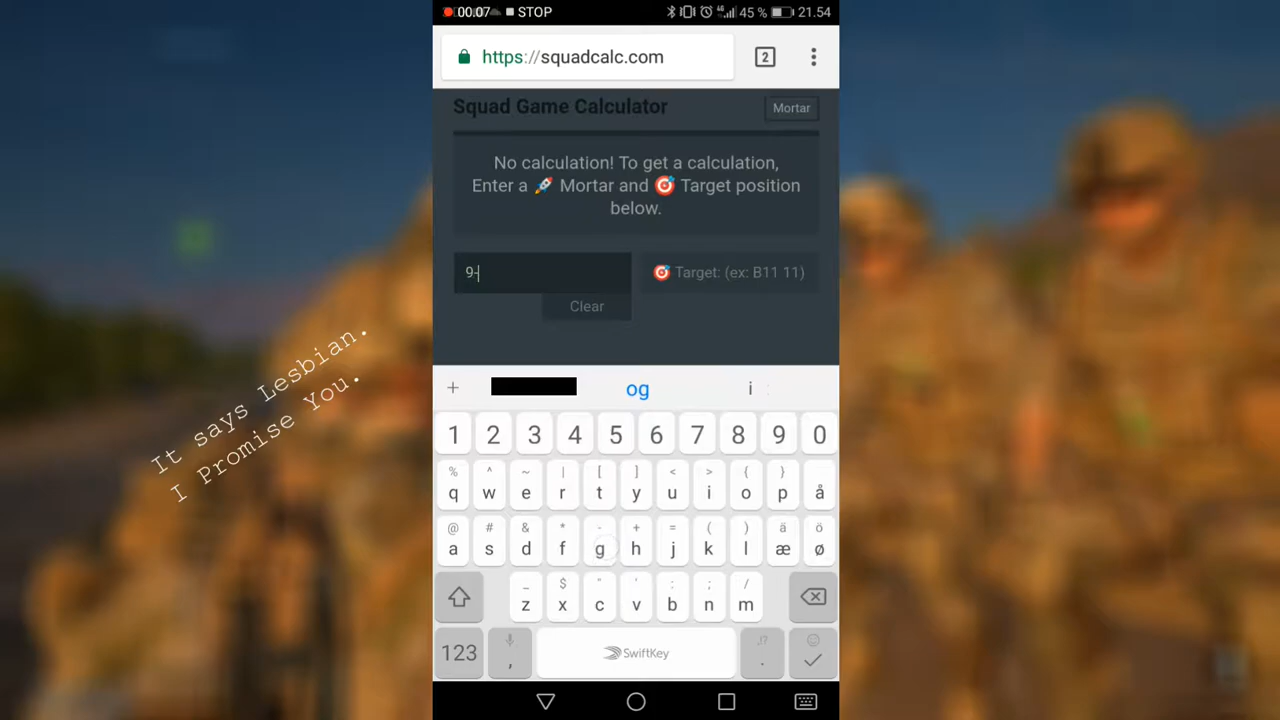 00:07 STOP 4G 45 % 21.54
https://squadcalc.com 2
Squad Game Calculator Mortar
No calculation! To get a calculation,
Enter a 🚀 Mortar and 🎯 Target position
below.
9- 🎯 Target: (ex: B11 11)
Clear
It says Lesbian.
I Promise You.
+ og i
1 2 3 4 5 6 7 8 9 0
% ^ ~ | [ ] < > { }
q w e r t y u i o p å
@ # & * - + = ( ) ä ö
a s d f g h j k l æ ø
_ $ " ' : ; /
z x c v b n m
,!?
123 , SwiftKey .